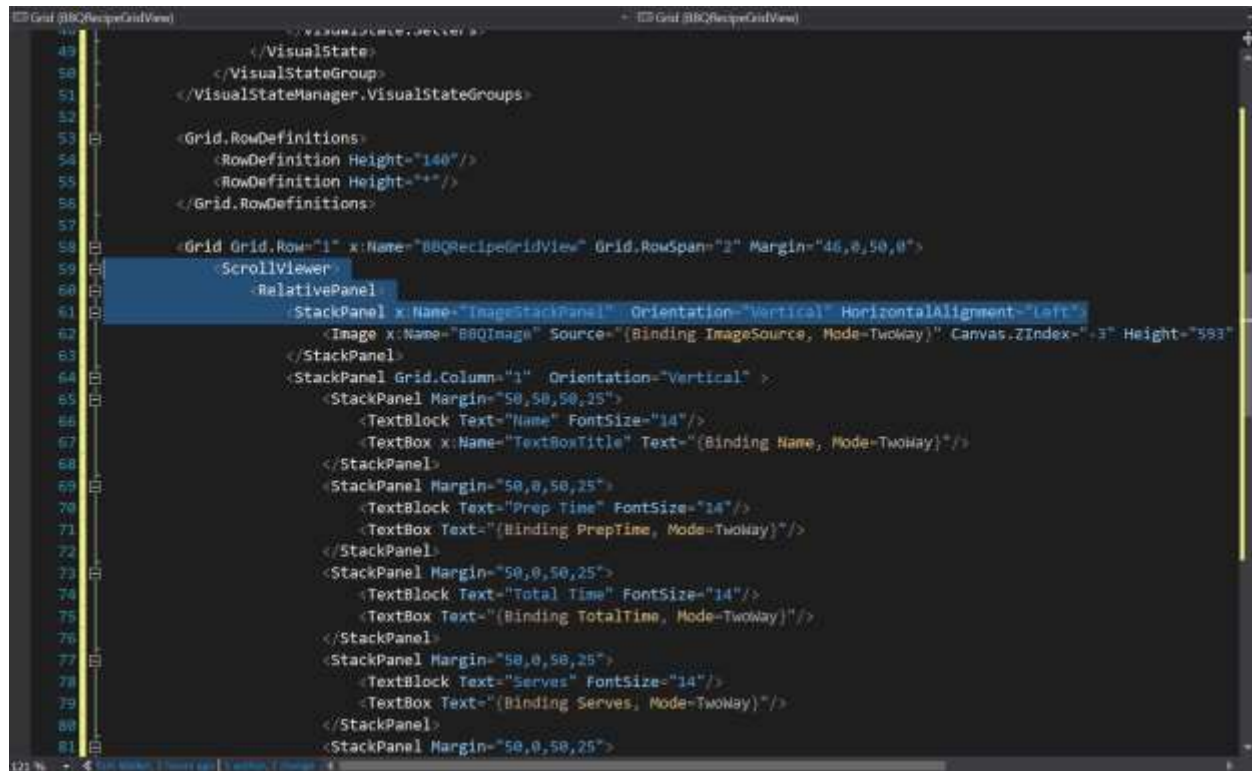 Grid (BBQRecipeGridView) Grid (BBQRecipeGridView)
48 </VisualState.Setters>
49 </VisualState>
50 </VisualStateGroup>
51 </VisualStateManager.VisualStateGroups>
52
53 <Grid.RowDefinitions>
54 <RowDefinition Height="140"/>
55 <RowDefinition Height="*"/>
56 </Grid.RowDefinitions>
57
58 <Grid Grid.Row="1" x:Name="BBQRecipeGridView" Grid.RowSpan="2" Margin="46,0,50,0">
59 <ScrollViewer>
60 <RelativePanel>
61 <StackPanel x:Name="ImageStackPanel" Orientation="Vertical" HorizontalAlignment="Left">
62 <Image x:Name="BBQImage" Source="{Binding ImageSource, Mode=TwoWay}" Canvas.ZIndex="-3" Height="593"
63 </StackPanel>
64 <StackPanel Grid.Column="1" Orientation="Vertical" >
65 <StackPanel Margin="50,50,50,25">
66 <TextBlock Text="Name" FontSize="14"/>
67 <TextBox x:Name="TextBoxTitle" Text="{Binding Name, Mode=TwoWay}"/>
68 </StackPanel>
69 <StackPanel Margin="50,0,50,25">
70 <TextBlock Text="Prep Time" FontSize="14"/>
71 <TextBox Text="{Binding PrepTime, Mode=TwoWay}"/>
72 </StackPanel>
73 <StackPanel Margin="50,0,50,25">
74 <TextBlock Text="Total Time" FontSize="14"/>
75 <TextBox Text="{Binding TotalTime, Mode=TwoWay}"/>
76 </StackPanel>
77 <StackPanel Margin="50,0,50,25">
78 <TextBlock Text="Serves" FontSize="14"/>
79 <TextBox Text="{Binding Serves, Mode=TwoWay}"/>
80 </StackPanel>
81 <StackPanel Margin="50,0,50,25">
121 %